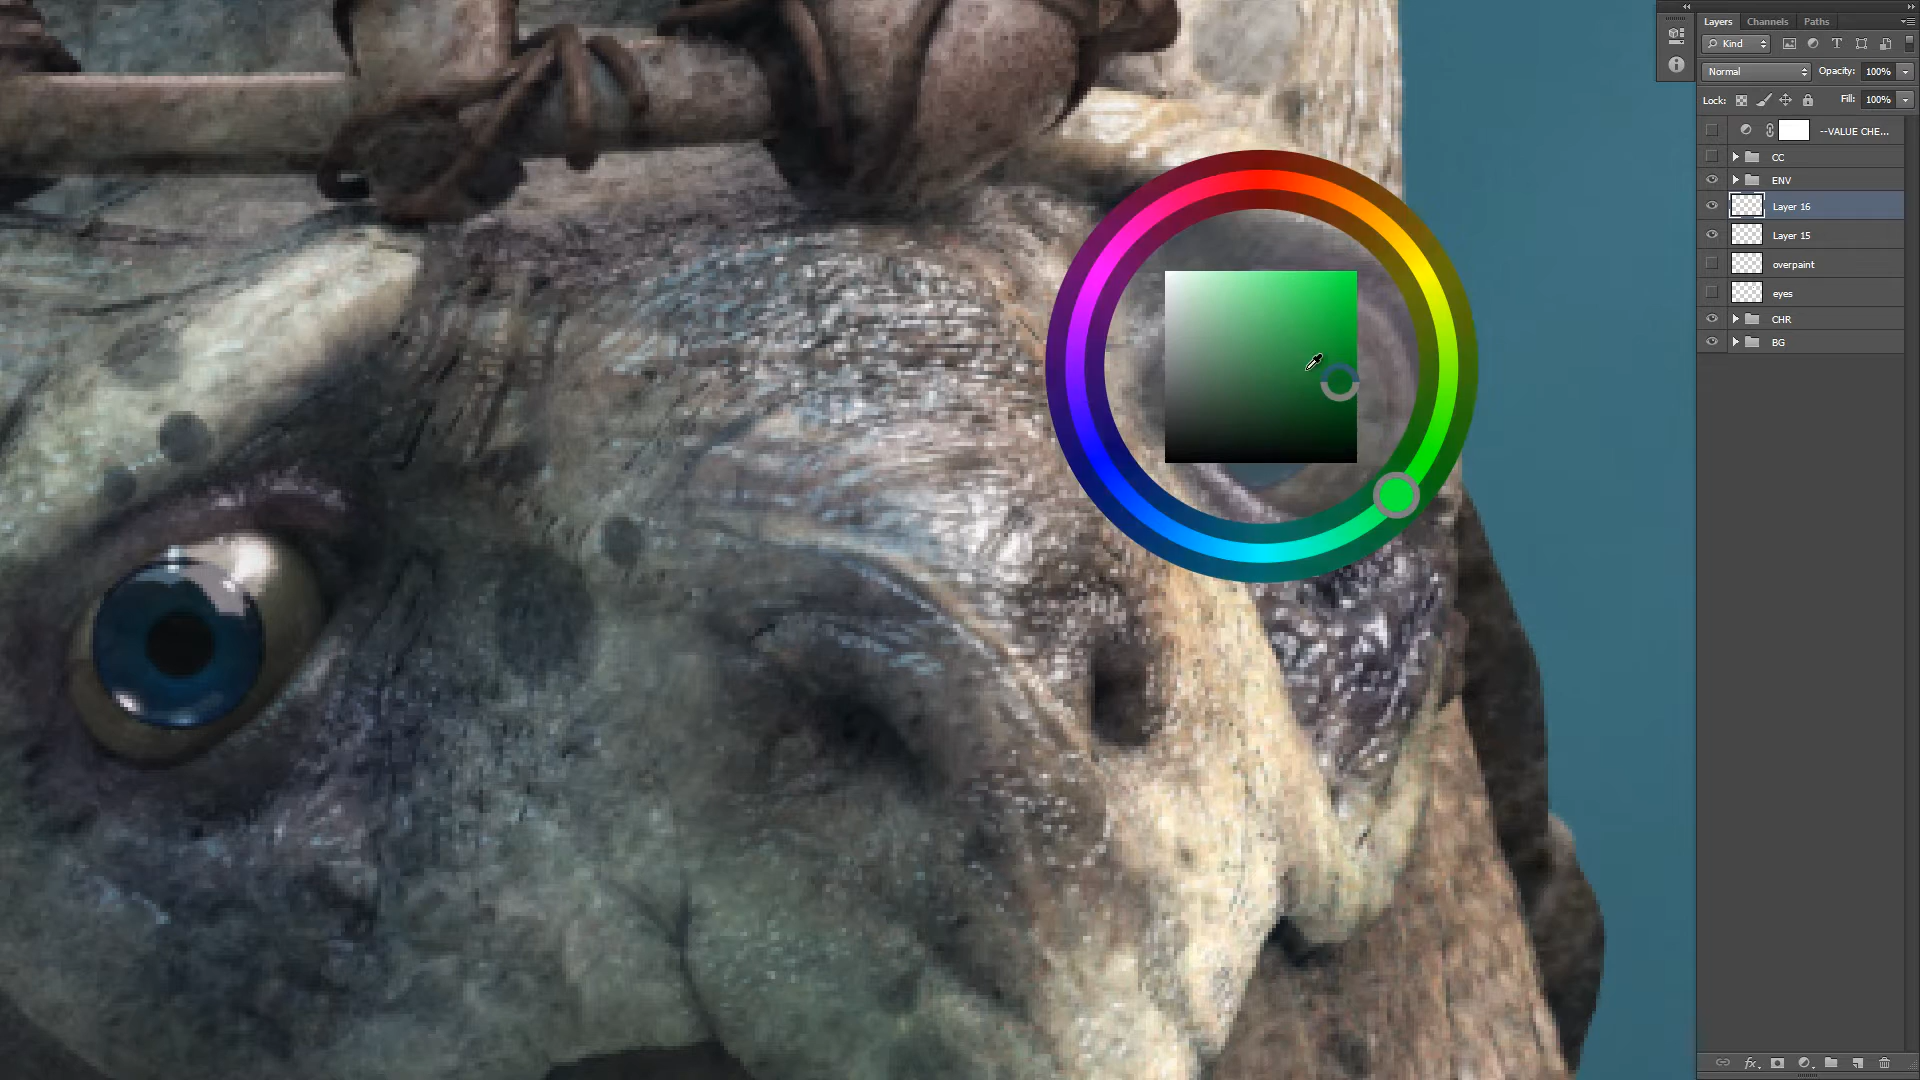 Layers Channels Paths
Kind
Normal Opacity: 100%
Lock: Fill: 100%
--VALUE CHE...
CC
ENV
Layer 16
Layer 15
overpaint
eyes
CHR
BG
fx